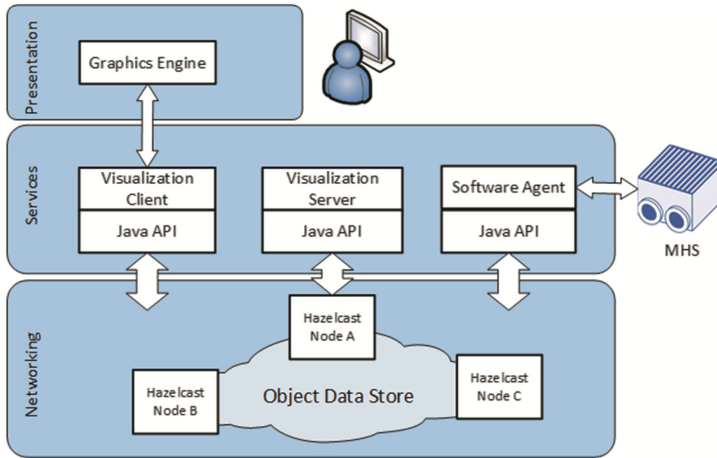 Presentation
Graphics Engine
Services
Visualization
Client
Java API
Visualization
Server
Java API
Software Agent
Java API
MHS
Networking
Hazelcast
Node A
Hazelcast
Node B
Object Data Store
Hazelcast
Node C